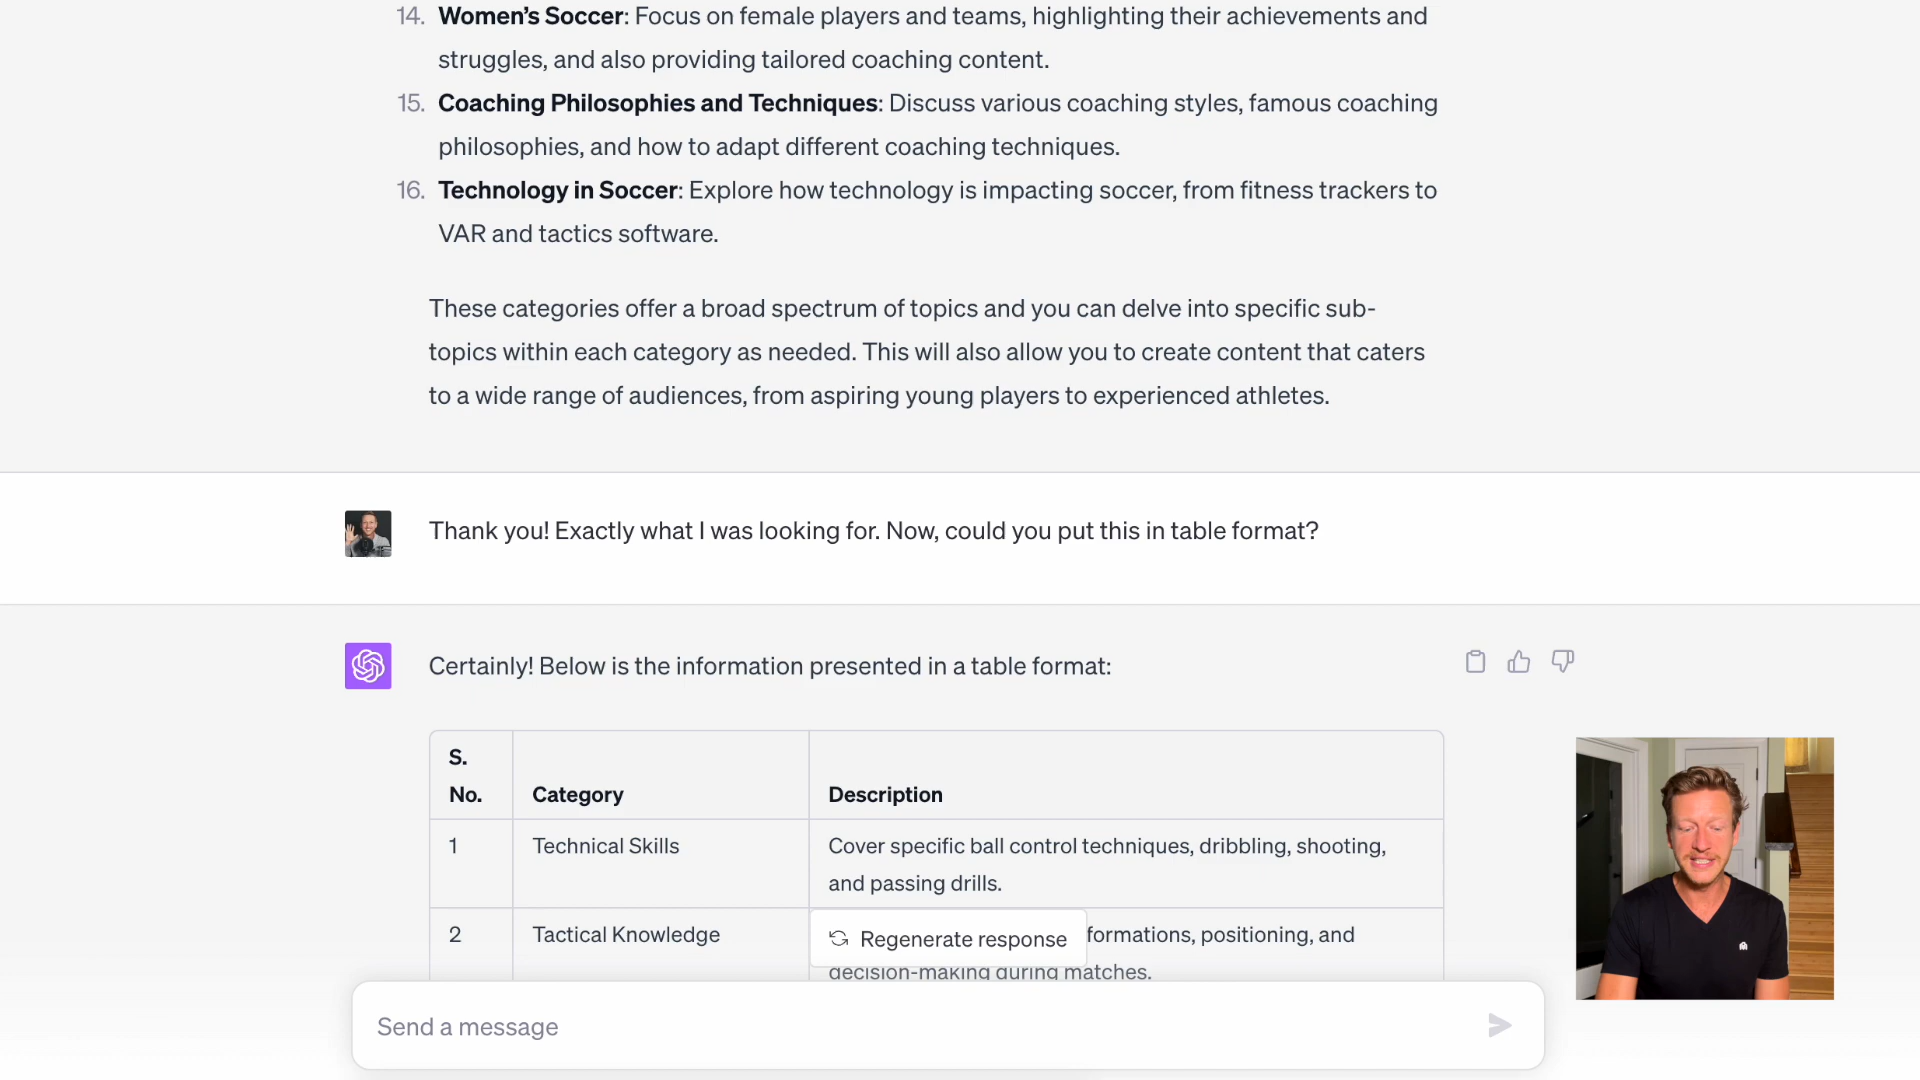 14. Women's Soccer: Focus on female players and teams, highlighting their achievements and
struggles, and also providing tailored coaching content.
15. Coaching Philosophies and Techniques: Discuss various coaching styles, famous coaching
philosophies, and how to adapt different coaching techniques.
16. Technology in Soccer: Explore how technology is impacting soccer, from fitness trackers to
VAR and tactics software.
These categories offer a broad spectrum of topics and you can delve into specific sub-
topics within each category as needed. This will also allow you to create content that caters
to a wide range of audiences, from aspiring young players to experienced athletes.
Thank you! Exactly what I was looking for. Now, could you put this in table format?
Certainly! Below is the information presented in a table format:
S.
No. Category Description
1 Technical Skills Cover specific ball control techniques, dribbling, shooting,
and passing drills.
2 Tactical Knowledge formations, positioning, and
Regenerate response
decision-making during matches.
Send a message